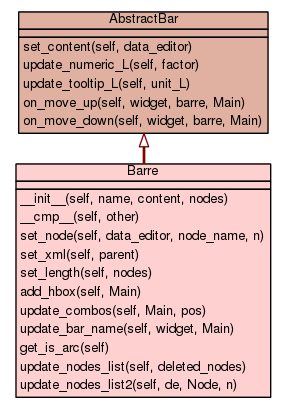 AbstractBar
set_content(self, data_editor)
update_numeric_L(self, factor)
update_tooltip_L(self, unit_L)
on_move_up(self, widget, barre, Main)
on_move_down(self, widget, barre, Main)
Barre
__init__(self, name, content, nodes)
__cmp__(self, other)
set_node(self, data_editor, node_name, n)
set_xml(self, parent)
set_length(self, nodes)
add_hbox(self, Main)
update_combos(self, Main, pos)
update_bar_name(self, widget, Main)
get_is_arc(self)
update_nodes_list(self, deleted_nodes)
update_nodes_list2(self, de, Node, n)